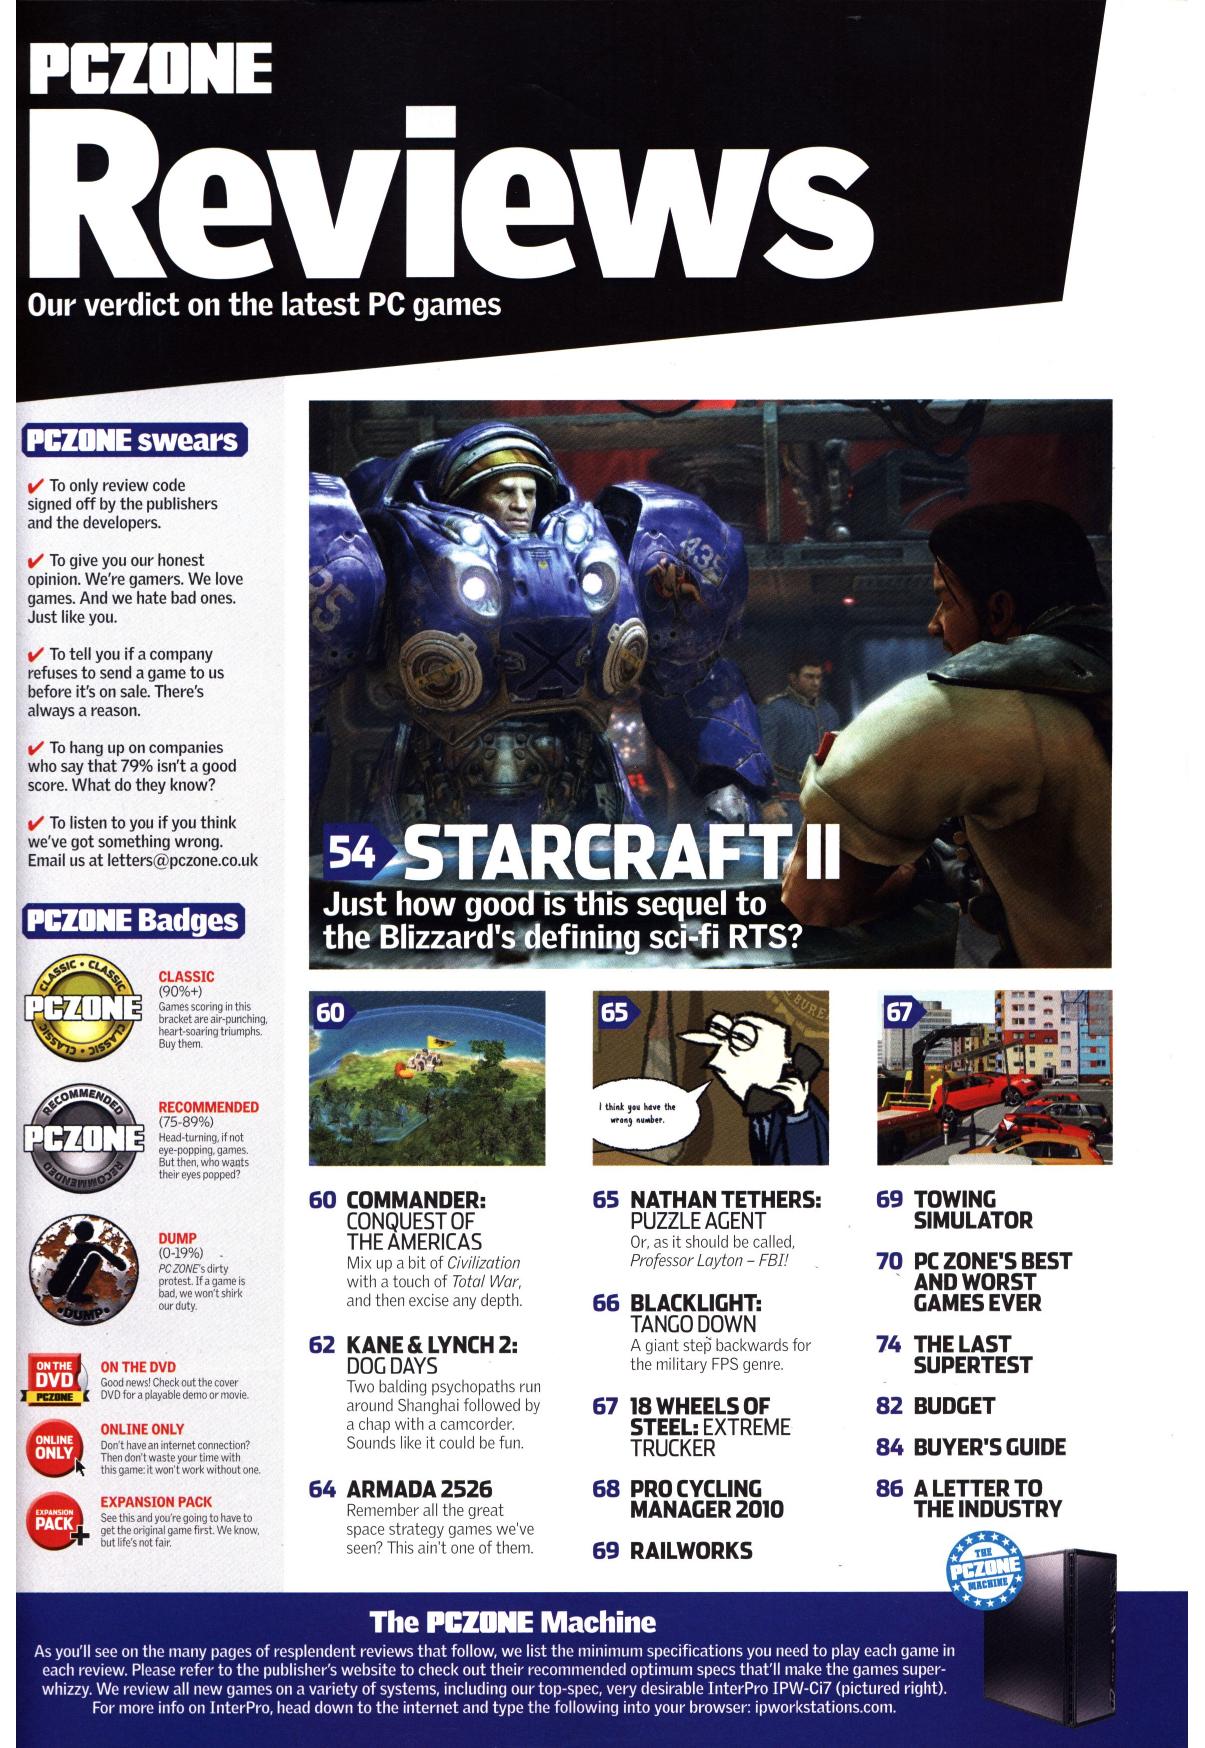 PCZONE
Reviews
Our verdict on the latest PC games
PCZONE swears
✔ To only review code
signed off by the publishers
and the developers.
✔ To give you our honest
opinion. We're gamers. We love
games. And we hate bad ones.
Just like you.
✔ To tell you if a company
refuses to send a game to us
before it's on sale. There's
always a reason.
✔ To hang up on companies
who say that 79% isn't a good
score. What do they know?
✔ To listen to you if you think
we've got something wrong.
Email us at letters@pczone.co.uk
PCZONE Badges
CLASSIC • CLASSIC
PCZONE
CLASSIC • CLASSIC
CLASSIC
(90%+)
Games scoring in this
bracket are air-punching,
heart-soaring triumphs.
Buy them.
RECOMMENDED
PCZONE
RECOMMENDED
RECOMMENDED
(75-89%)
Head-turning, if not
eye-popping, games.
But then, who wants
their eyes popped?
•DUMP•
DUMP
(0-19%)
PC ZONE's dirty
protest. If a game is
bad, we won't shirk
our duty.
ON THE
DVD
PCZONE
ON THE DVD
Good news! Check out the cover
DVD for a playable demo or movie.
ONLINE
ONLY
ONLINE ONLY
Don't have an internet connection?
Then don't waste your time with
this game: it won't work without one.
EXPANSION
PACK
EXPANSION PACK
See this and you're going to have to
get the original game first. We know,
but life's not fair.
435
54 STARCRAFT II
Just how good is this sequel to
the Blizzard's defining sci-fi RTS?
60
65
I think you have the
wrong number.
67
60 COMMANDER:
CONQUEST OF
THE AMERICAS
Mix up a bit of Civilization
with a touch of Total War,
and then excise any depth.
62 KANE & LYNCH 2:
DOG DAYS
Two balding psychopaths run
around Shanghai followed by
a chap with a camcorder.
Sounds like it could be fun.
64 ARMADA 2526
Remember all the great
space strategy games we've
seen? This ain't one of them.
65 NATHAN TETHERS:
PUZZLE AGENT
Or, as it should be called,
Professor Layton – FBI!
66 BLACKLIGHT:
TANGO DOWN
A giant step backwards for
the military FPS genre.
67 18 WHEELS OF
STEEL: EXTREME
TRUCKER
68 PRO CYCLING
MANAGER 2010
69 RAILWORKS
69 TOWING
SIMULATOR
70 PC ZONE'S BEST
AND WORST
GAMES EVER
74 THE LAST
SUPERTEST
82 BUDGET
84 BUYER'S GUIDE
86 A LETTER TO
THE INDUSTRY
THE
PCZONE
MACHINE
The PCZONE Machine
As you'll see on the many pages of resplendent reviews that follow, we list the minimum specifications you need to play each game in
each review. Please refer to the publisher's website to check out their recommended optimum specs that'll make the games super-
whizzy. We review all new games on a variety of systems, including our top-spec, very desirable InterPro IPW-Ci7 (pictured right).
For more info on InterPro, head down to the internet and type the following into your browser: ipworkstations.com.